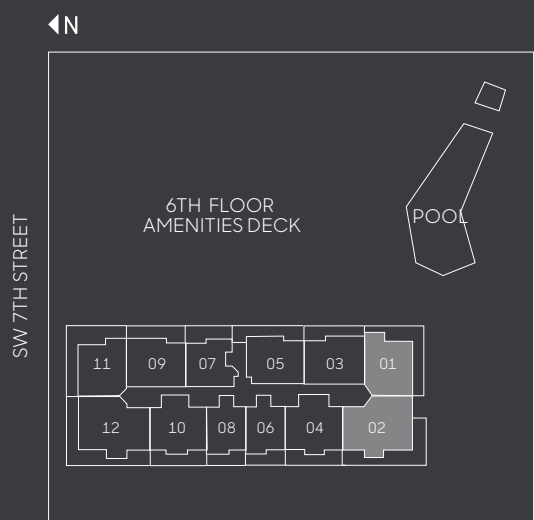 N
6TH FLOOR
AMENITIES DECK
POOL
SW 7TH STREET
11
09
07
05
03
01
12
10
08
06
04
02